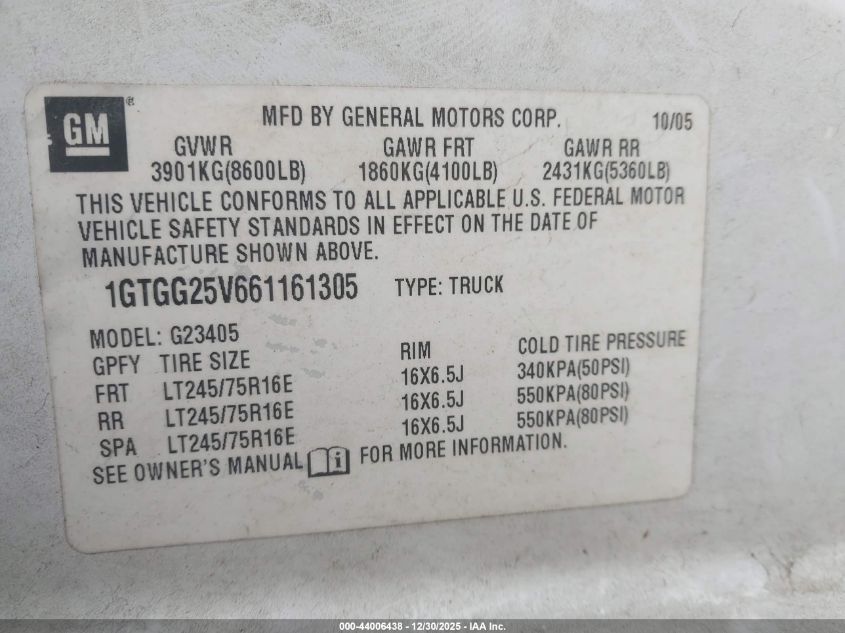 GM ®
MFD BY GENERAL MOTORS CORP. 10/05
GVWR GAWR FRT GAWR RR
3901KG(8600LB) 1860KG(4100LB) 2431KG(5360LB)
THIS VEHICLE CONFORMS TO ALL APPLICABLE U.S. FEDERAL MOTOR
VEHICLE SAFETY STANDARDS IN EFFECT ON THE DATE OF
MANUFACTURE SHOWN ABOVE.
1GTGG25V661161305 TYPE: TRUCK
MODEL: G23405
GPFY TIRE SIZE RIM COLD TIRE PRESSURE
FRT LT245/75R16E 16X6.5J 340KPA(50PSI)
RR LT245/75R16E 16X6.5J 550KPA(80PSI)
SPA LT245/75R16E 16X6.5J 550KPA(80PSI)
SEE OWNER'S MANUAL i FOR MORE INFORMATION.
000-44006438 - 12/30/2025 - IAA Inc.